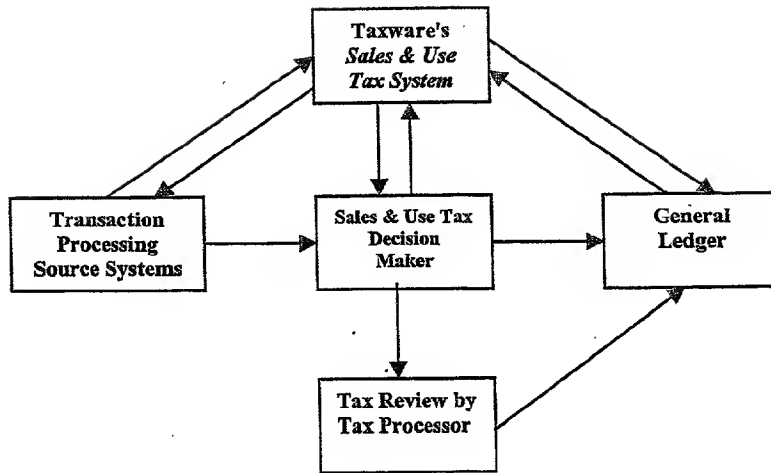 Taxware's
Sales & Use
Tax System
Transaction
Processing
Source Systems
Sales & Use Tax
Decision
Maker
General
Ledger
Tax Review by
Tax Processor